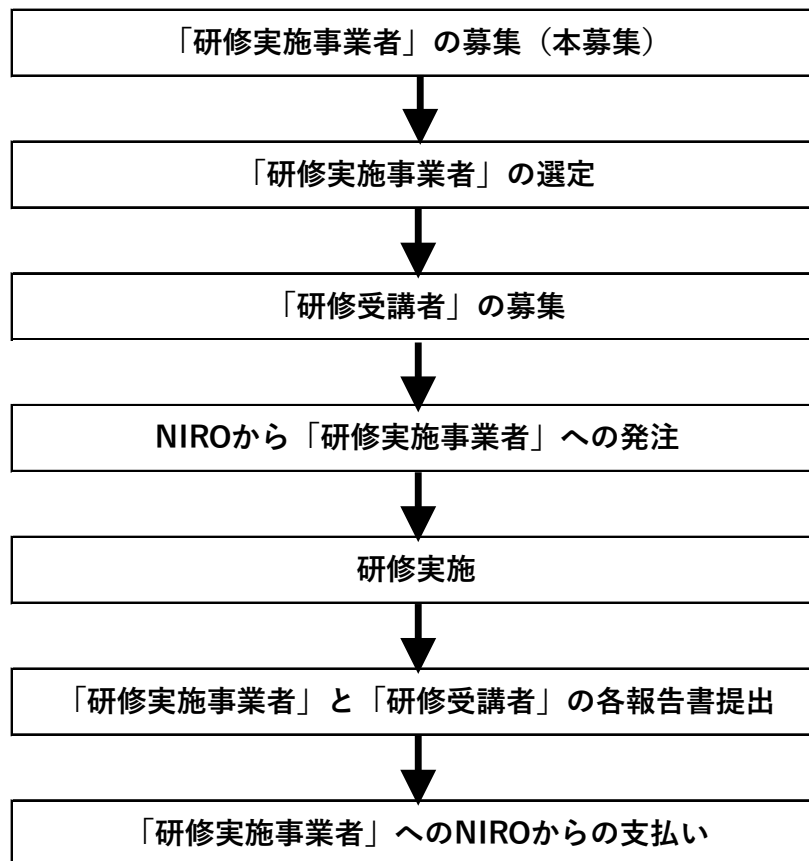 「研修実施事業者」の募集（本募集）
「研修実施事業者」の選定
「研修受講者」の募集
NIROから「研修実施事業者」への発注
研修実施
「研修実施事業者」と「研修受講者」の各報告書提出
「研修実施事業者」へのNIROからの支払い